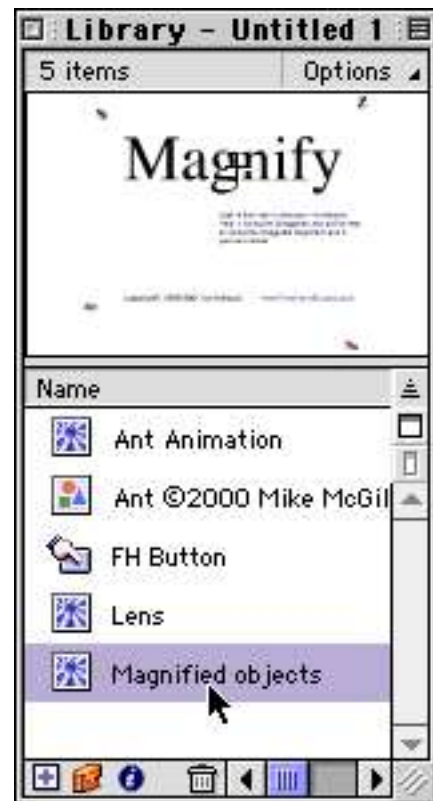 Library - Untitled 1
5 items
Options
Magnify
Name
Ant Animation
Ant ©2000 Mike McGil
FH Button
Lens
Magnified objects